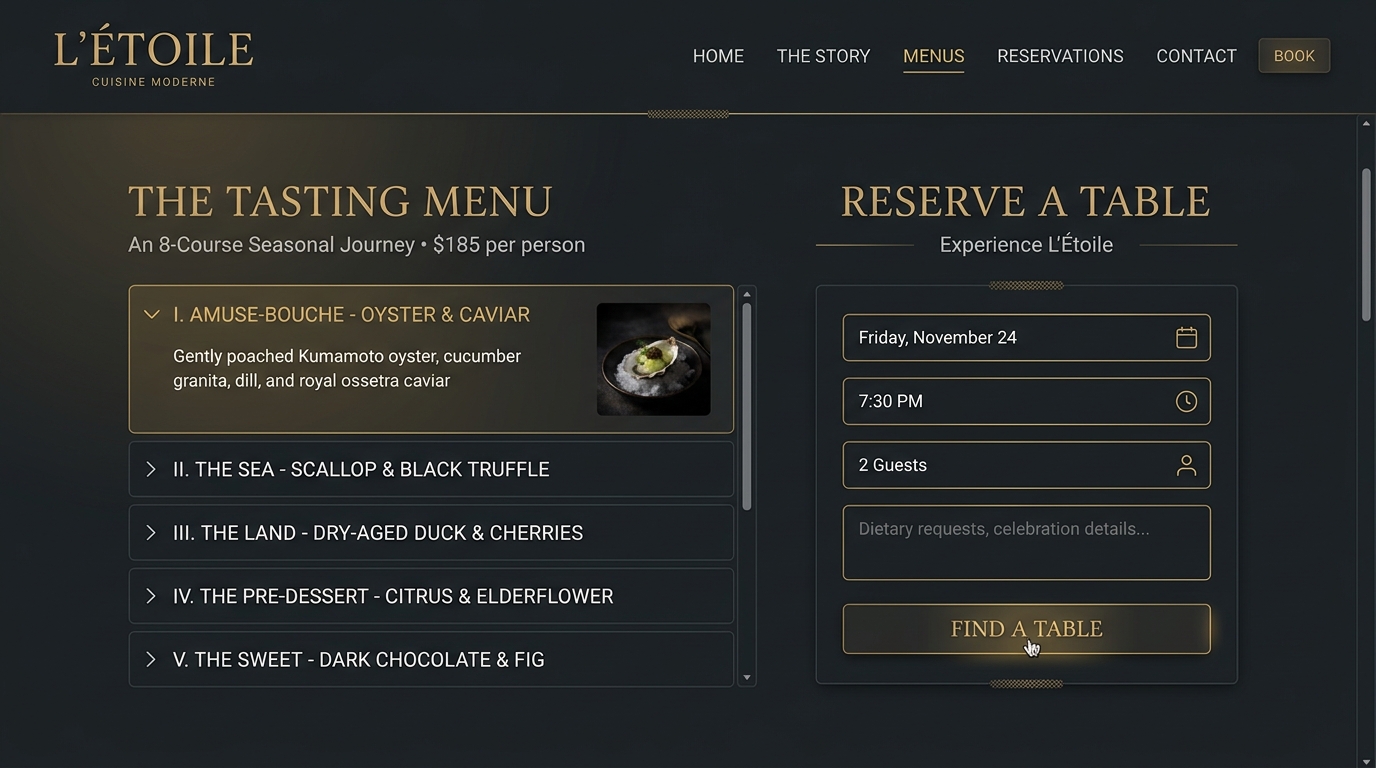 L'ÉTOILE
CUISINE MODERNE
HOME
THE STORY
MENUS
RESERVATIONS
CONTACT
BOOK
THE TASTING MENU
An 8-Course Seasonal Journey • $185 per person
I. AMUSE-BOUCHE - OYSTER & CAVIAR
Gently poached Kumamoto oyster, cucumber
granita, dill, and royal ossetra caviar
II. THE SEA - SCALLOP & BLACK TRUFFLE
III. THE LAND - DRY-AGED DUCK & CHERRIES
IV. THE PRE-DESSERT - CITRUS & ELDERFLOWER
V. THE SWEET - DARK CHOCOLATE & FIG
RESERVE A TABLE
Experience L'Étoile
Friday, November 24
7:30 PM
2 Guests
Dietary requests, celebration details...
FIND A TABLE